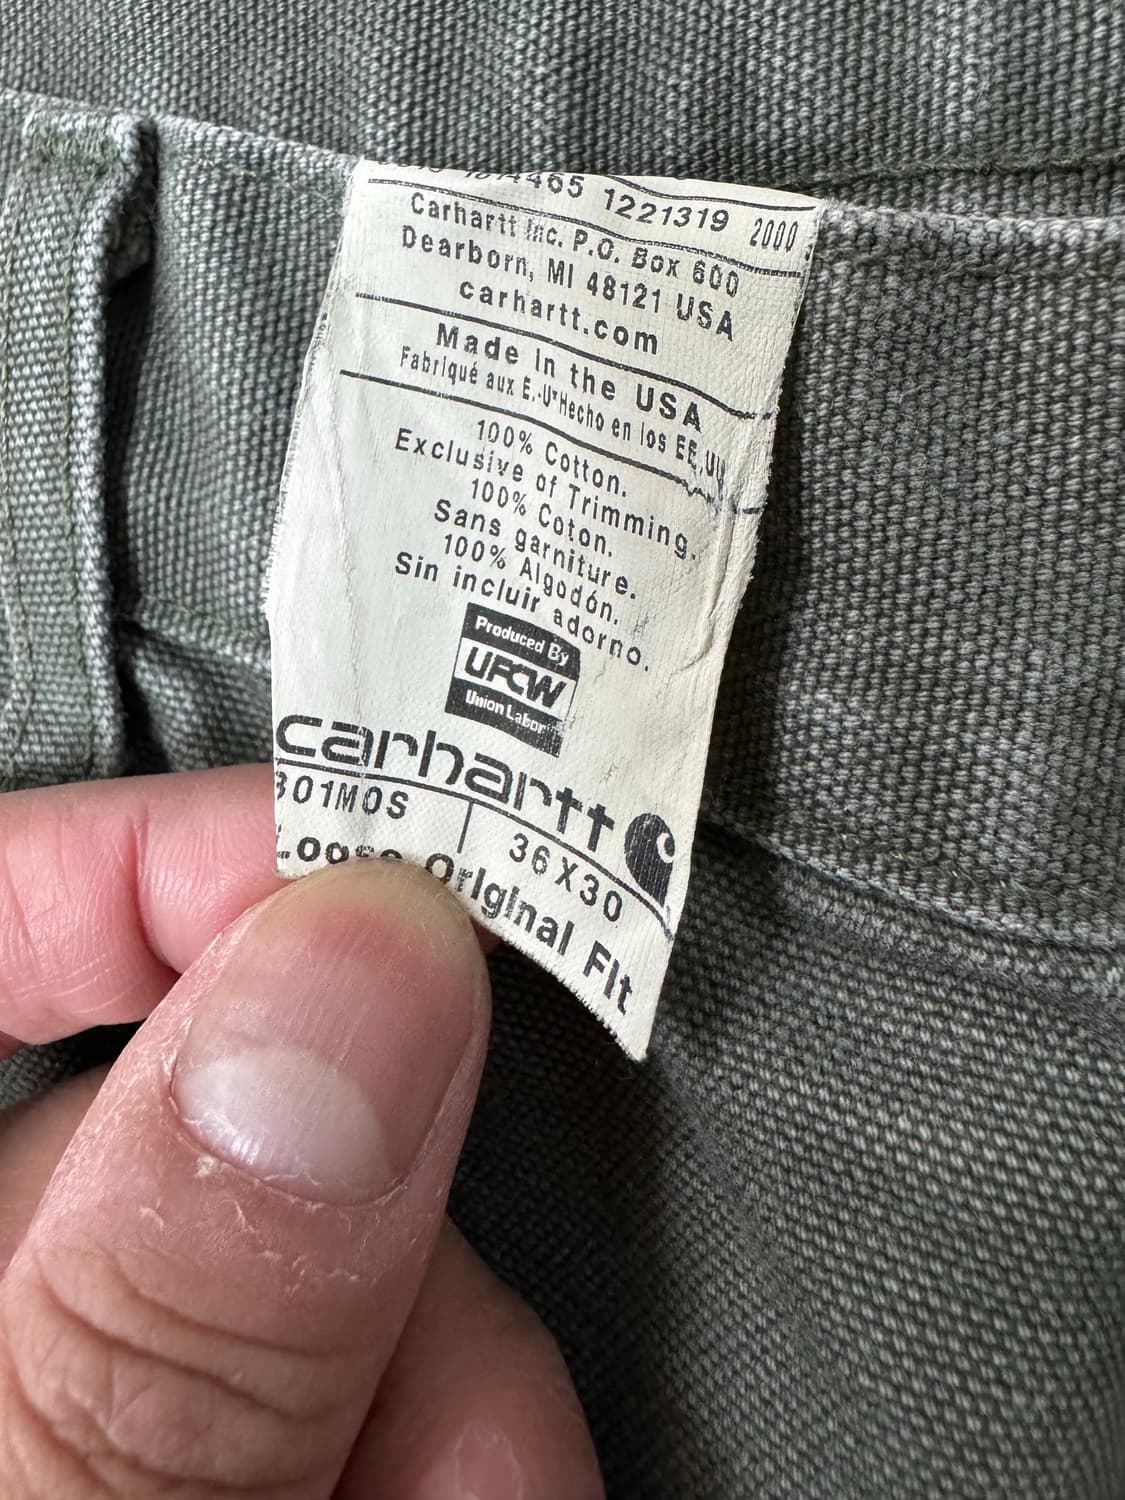 1221319 2000
Carhartt Inc. P.O. Box 600
Dearborn, MI 48121 USA
carhartt.com
Made in the USA
Fabriqué aux E.-U•Hecho en los EE.UU
100% Cotton.
Exclusive of Trimming.
100% Coton.
Sans garniture.
100% Algodón.
Sin incluir adorno.
Produced By
UFCW
Union Labor
carhartt
B01MOS 36X30
Loose Original Fit